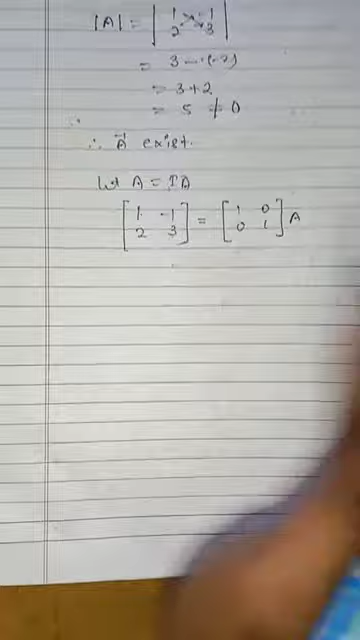 |A| = | 1 -1 |
| 2 3 |
= 3 - (-2)
= 3+2
= 5 ≠ 0
∴
∴ A⁻¹ exist.
Let A = IA
[ 1 -1 ] = [ 1 0 ] A
[ 2 3 ] [ 0 1 ]